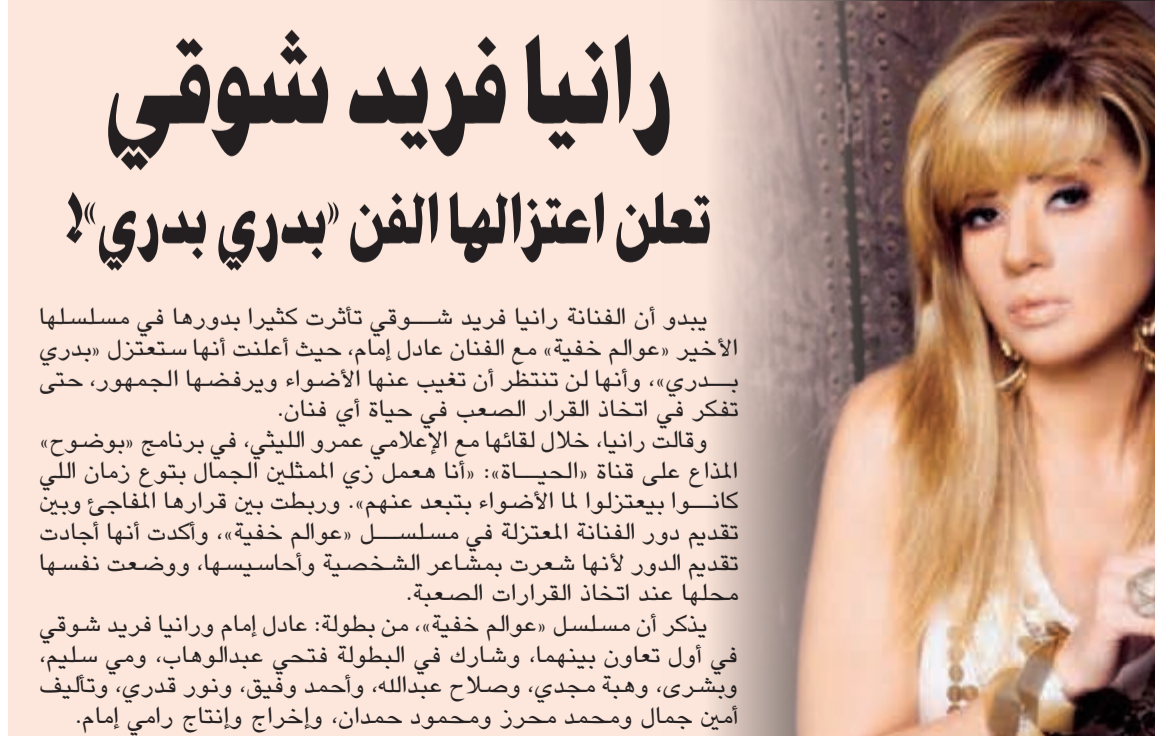 رانيا فريد شوقي
تعلن اعتزالها الفن «بدري بدري»!
يبدو أن الفنانة رانيا فريد شـــوقي تأثرت كثيرا بدورها في مسلسلها
الأخير «عوالم خفية» مع الفنان عادل إمام، حيث أعلنت أنها ستعتزل «بدري
بـــدري»، وأنها لن تنتظر أن تغيب عنها الأضواء ويرفضها الجمهور، حتى
تفكر في اتخاذ القرار الصعب في حياة أي فنان.
وقالت رانيا، خلال لقائها مع الإعلامي عمرو الليثي، في برنامج «بوضوح»
المذاع على قناة «الحيـــاة»: «أنا هعمل زي الممثلين الجمال بتوع زمان اللي
كانـــوا بيعتزلوا لما الأضواء بتبعد عنهم». وربطت بين قرارها المفاجئ وبين
تقديم دور الفنانة المعتزلة في مسلســـل «عوالم خفية»، وأكدت أنها أجادت
تقديم الدور لأنها شعرت بمشاعر الشخصية وأحاسيسها، ووضعت نفسها
محلها عند اتخاذ القرارات الصعبة.
يذكر أن مسلسل «عوالم خفية»، من بطولة: عادل إمام ورانيا فريد شوقي
في أول تعاون بينهما، وشارك في البطولة فتحي عبدالوهاب، ومي سليم،
وبشرى، وهبة مجدي، وصلاح عبدالله، وأحمد وفيق، ونور قدري، وتأليف
أمين جمال ومحمد محرز ومحمود حمدان، وإخراج وإنتاج رامي إمام.